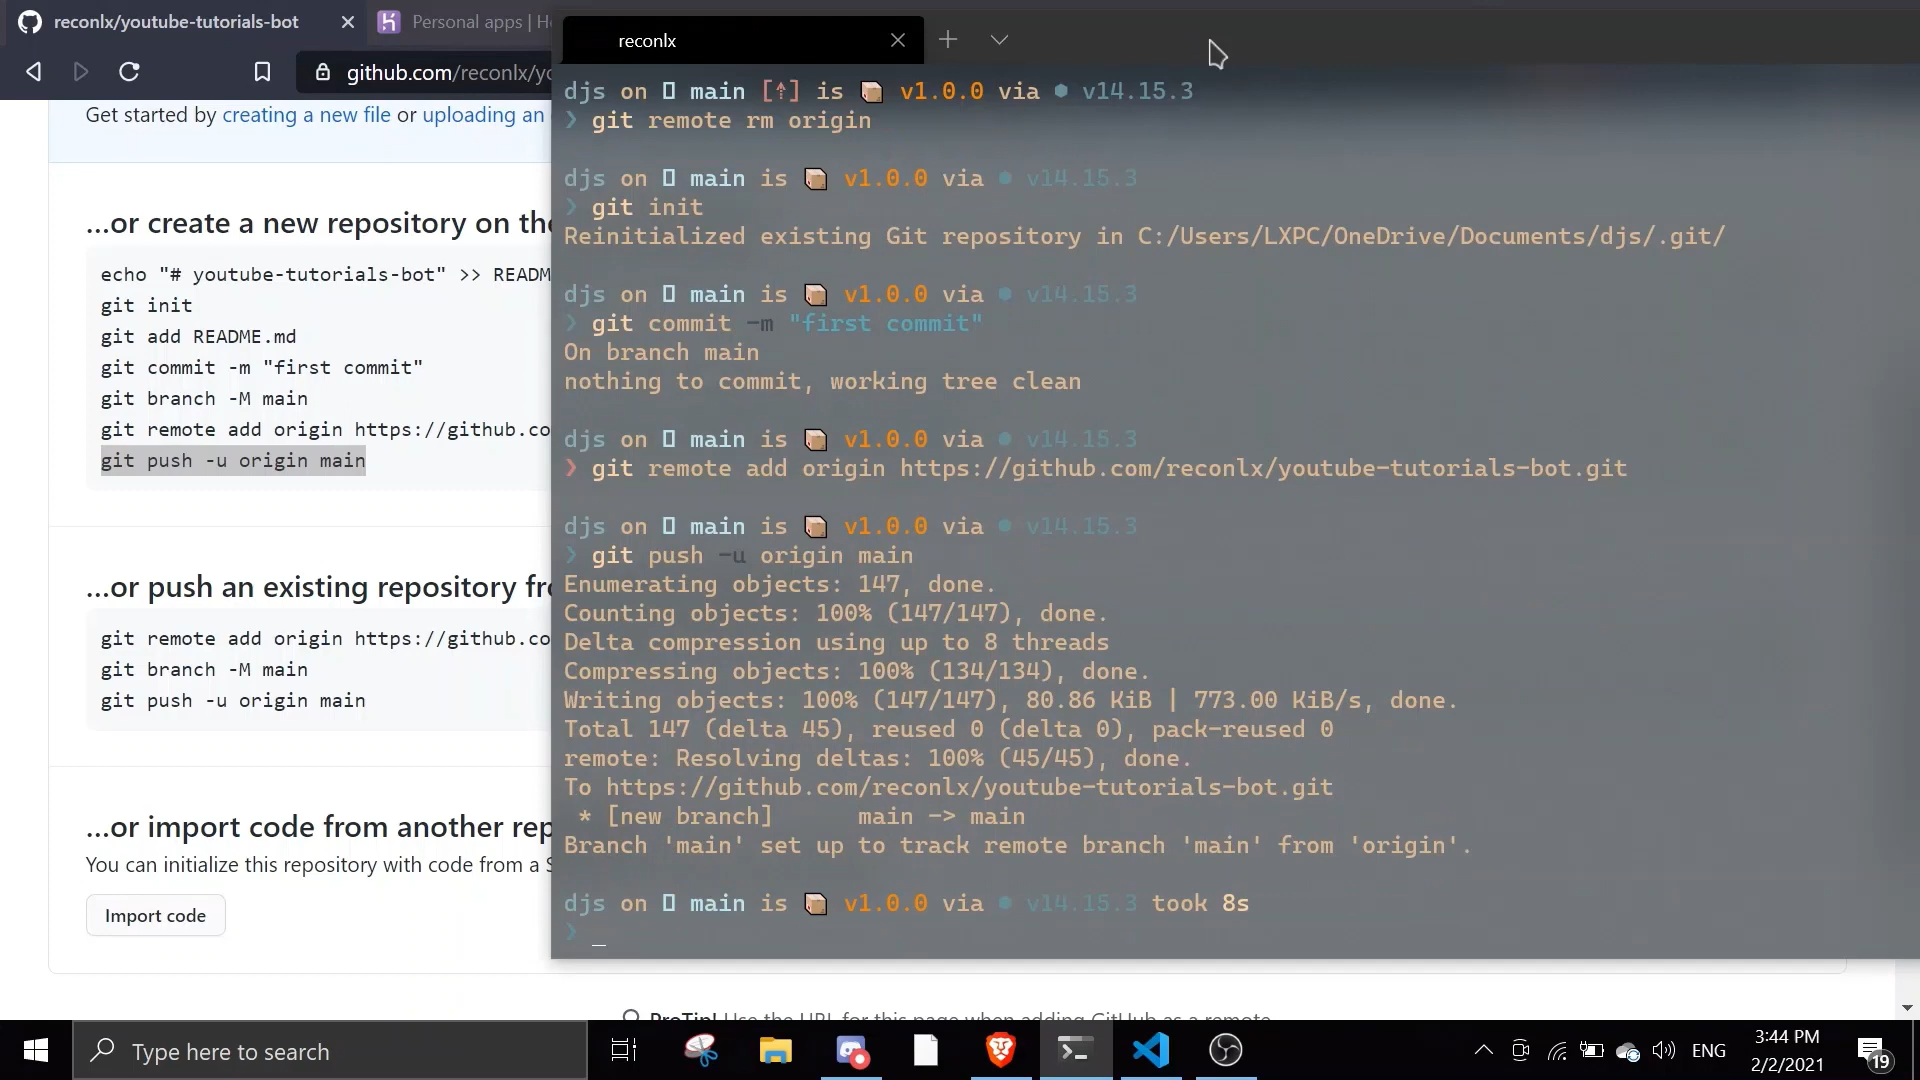 reconlx/youtube-tutorials-bot
Personal apps | H
reconlx
github.com/reconlx/yo
Get started by creating a new file or uploading an
...or create a new repository on the
echo "# youtube-tutorials-bot" >> READM
git init
git add README.md
git commit -m "first commit"
git branch -M main
git remote add origin https://github.co
git push -u origin main
...or push an existing repository fro
git remote add origin https://github.co
git branch -M main
git push -u origin main
...or import code from another rep
You can initialize this repository with code from a S
Import code
djs on main [⇡] is v1.0.0 via v14.15.3
❯ git remote rm origin
djs on main is v1.0.0 via v14.15.3
❯ git init
Reinitialized existing Git repository in C:/Users/LXPC/OneDrive/Documents/djs/.git/
djs on main is v1.0.0 via v14.15.3
❯ git commit -m "first commit"
On branch main
nothing to commit, working tree clean
djs on main is v1.0.0 via v14.15.3
❯ git remote add origin https://github.com/reconlx/youtube-tutorials-bot.git
djs on main is v1.0.0 via v14.15.3
❯ git push -u origin main
Enumerating objects: 147, done.
Counting objects: 100% (147/147), done.
Delta compression using up to 8 threads
Compressing objects: 100% (134/134), done.
Writing objects: 100% (147/147), 80.86 KiB | 773.00 KiB/s, done.
Total 147 (delta 45), reused 0 (delta 0), pack-reused 0
remote: Resolving deltas: 100% (45/45), done.
To https://github.com/reconlx/youtube-tutorials-bot.git
* [new branch] main -> main
Branch 'main' set up to track remote branch 'main' from 'origin'.
djs on main is v1.0.0 via v14.15.3 took 8s
❯ _
ProTip! Use the URL for this page when adding GitHub as a remote.
Type here to search
ENG
3:44 PM
2/2/2021
19